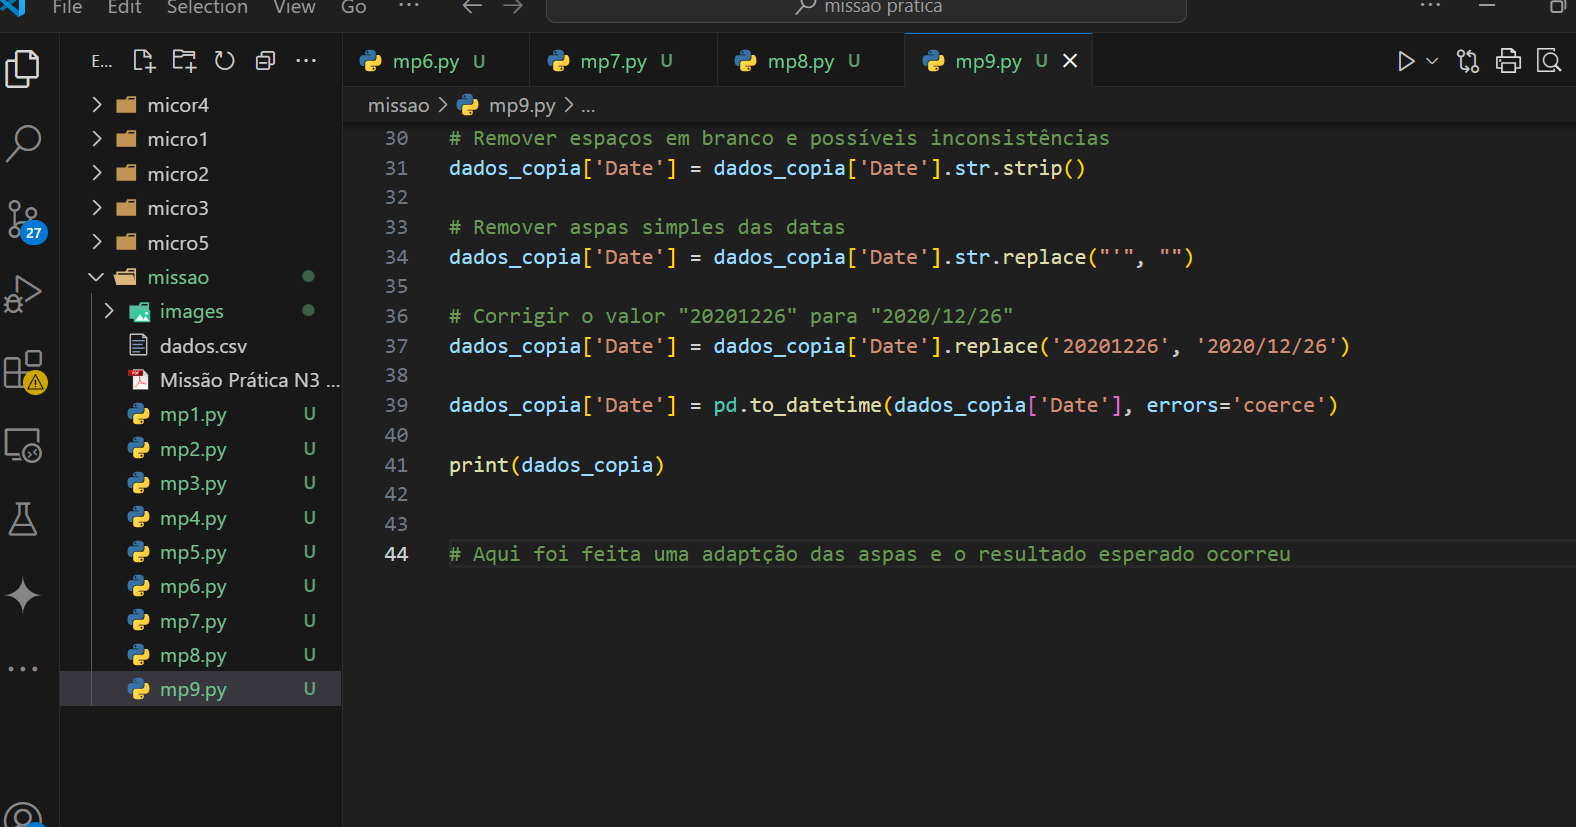 File Edit Selection View Go ... missao pratica
E...
mp6.py U mp7.py U mp8.py U mp9.py U
missao > mp9.py > ...
micor4
micro1
micro2
micro3
micro5
missao
images
dados.csv
Missão Prática N3 ...
mp1.py U
mp2.py U
mp3.py U
mp4.py U
mp5.py U
mp6.py U
mp7.py U
mp8.py U
mp9.py U
27
30 # Remover espaços em branco e possíveis inconsistências
31 dados_copia['Date'] = dados_copia['Date'].str.strip()
32
33 # Remover aspas simples das datas
34 dados_copia['Date'] = dados_copia['Date'].str.replace("'", "")
35
36 # Corrigir o valor "20201226" para "2020/12/26"
37 dados_copia['Date'] = dados_copia['Date'].replace('20201226', '2020/12/26')
38
39 dados_copia['Date'] = pd.to_datetime(dados_copia['Date'], errors='coerce')
40
41 print(dados_copia)
42
43
44 # Aqui foi feita uma adaptção das aspas e o resultado esperado ocorreu